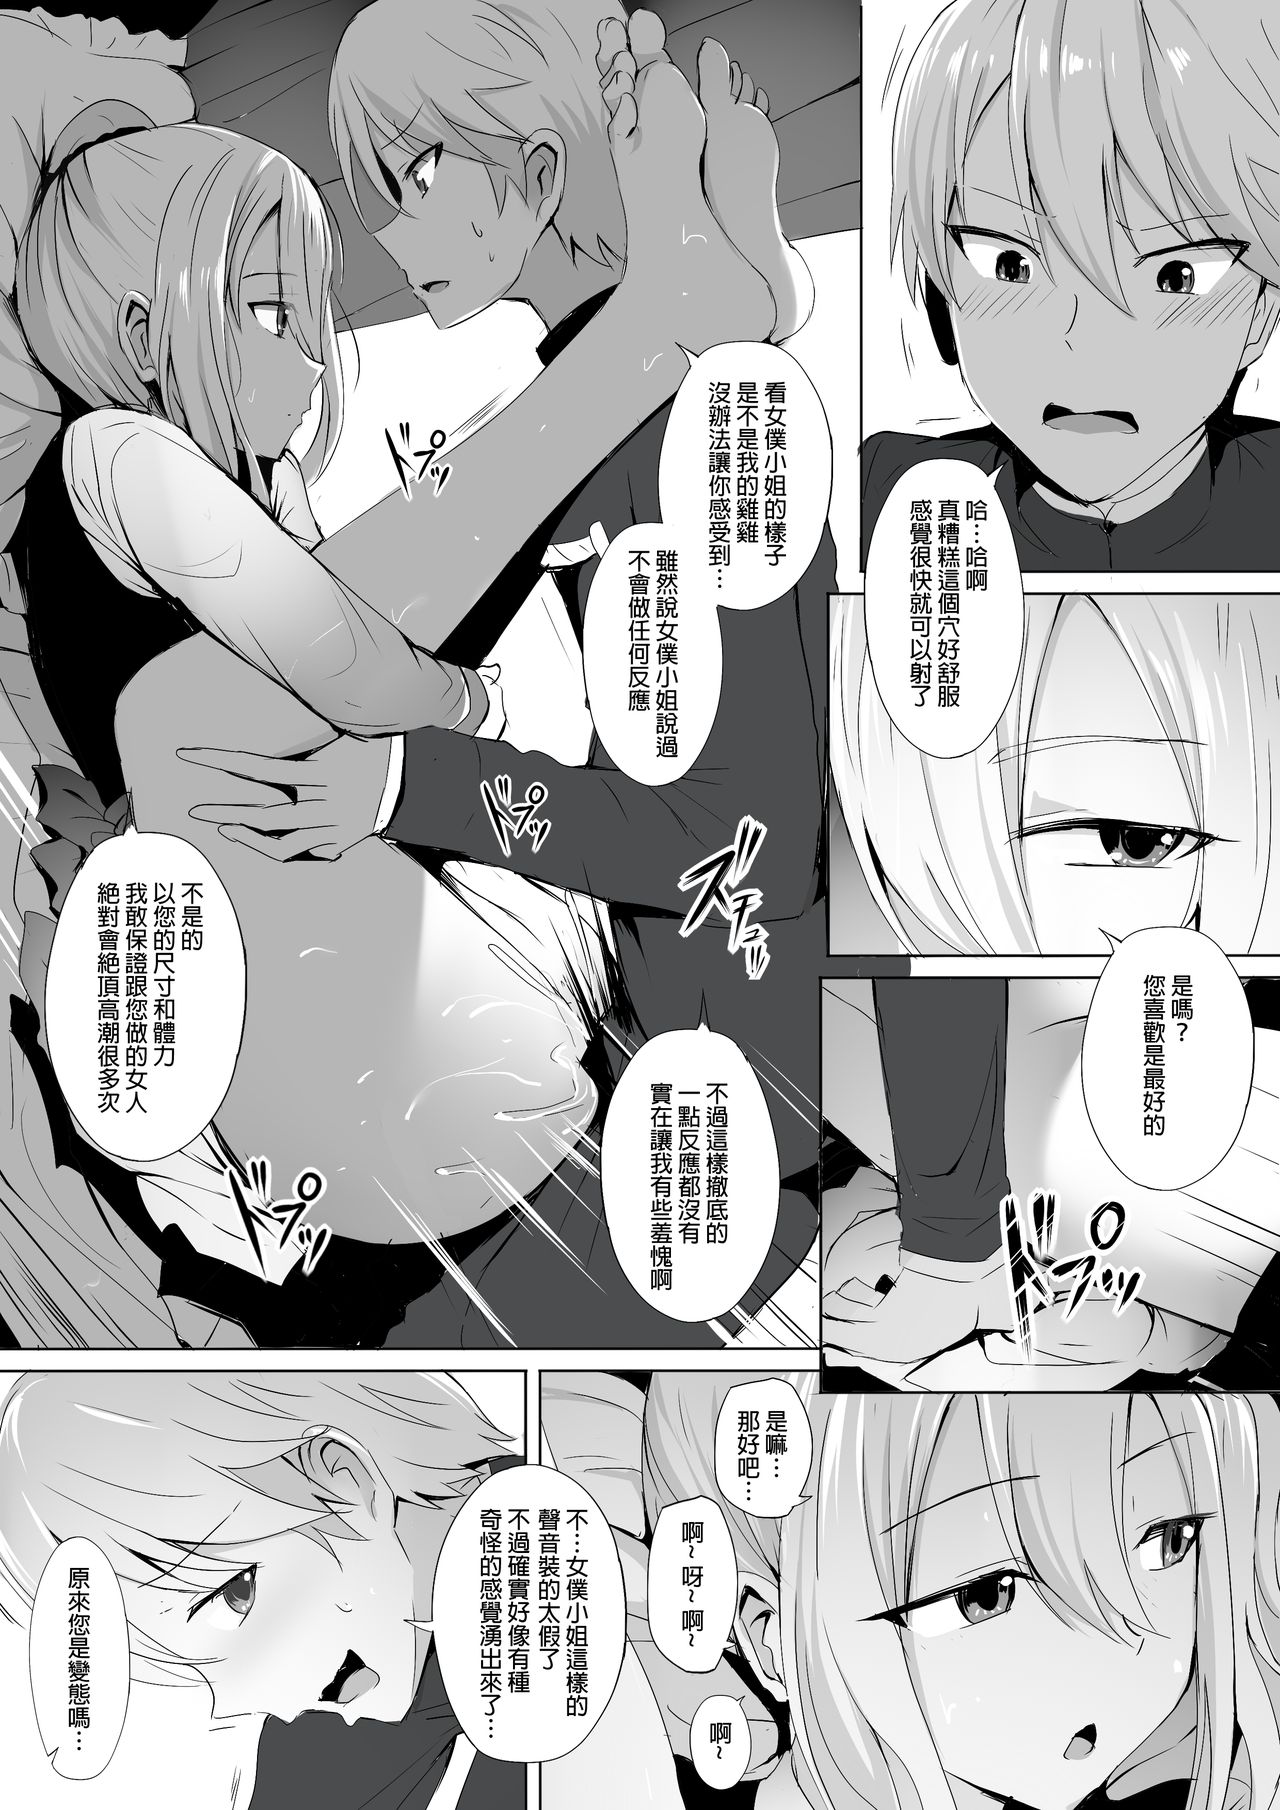 哈…哈啊
真糟糕這個穴好舒服
感覺很快就可以射了
是嗎？
您喜歡是最好的
ドプッ
看女僕小姐的樣子
是不是我的雞雞
沒辦法讓你感受到…
雖然說女僕小姐說過
不會做任何反應
ドプッ
ドプッ
ズチュッ
不是的
以您的尺寸和體力
我敢保證跟您做的女人
絕對會絕頂高潮很多次
不過這樣徹底的
一點反應都沒有
實在讓我有些羞愧啊
ドプッ
是嘛…
那好吧…
啊~呀~啊~
啊~
不…女僕小姐這樣的
聲音裝的太假了
不過確實好像有種
奇怪的感覺湧出來了…
原來您是變態嗎…